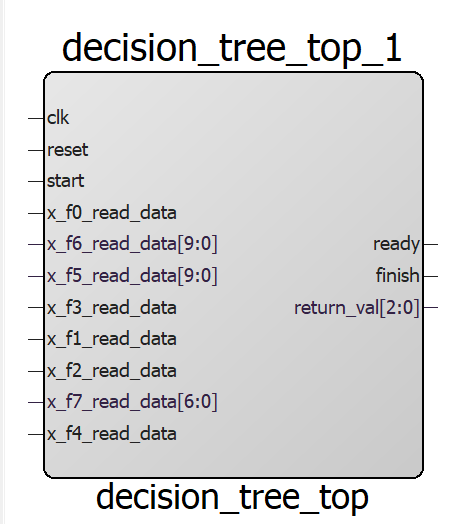 decision_tree_top_1
clk
reset
start
x_f0_read_data
x_f6_read_data[9:0] ready
x_f5_read_data[9:0] finish
x_f3_read_data return_val[2:0]
x_f1_read_data
x_f2_read_data
x_f7_read_data[6:0]
x_f4_read_data
decision_tree_top